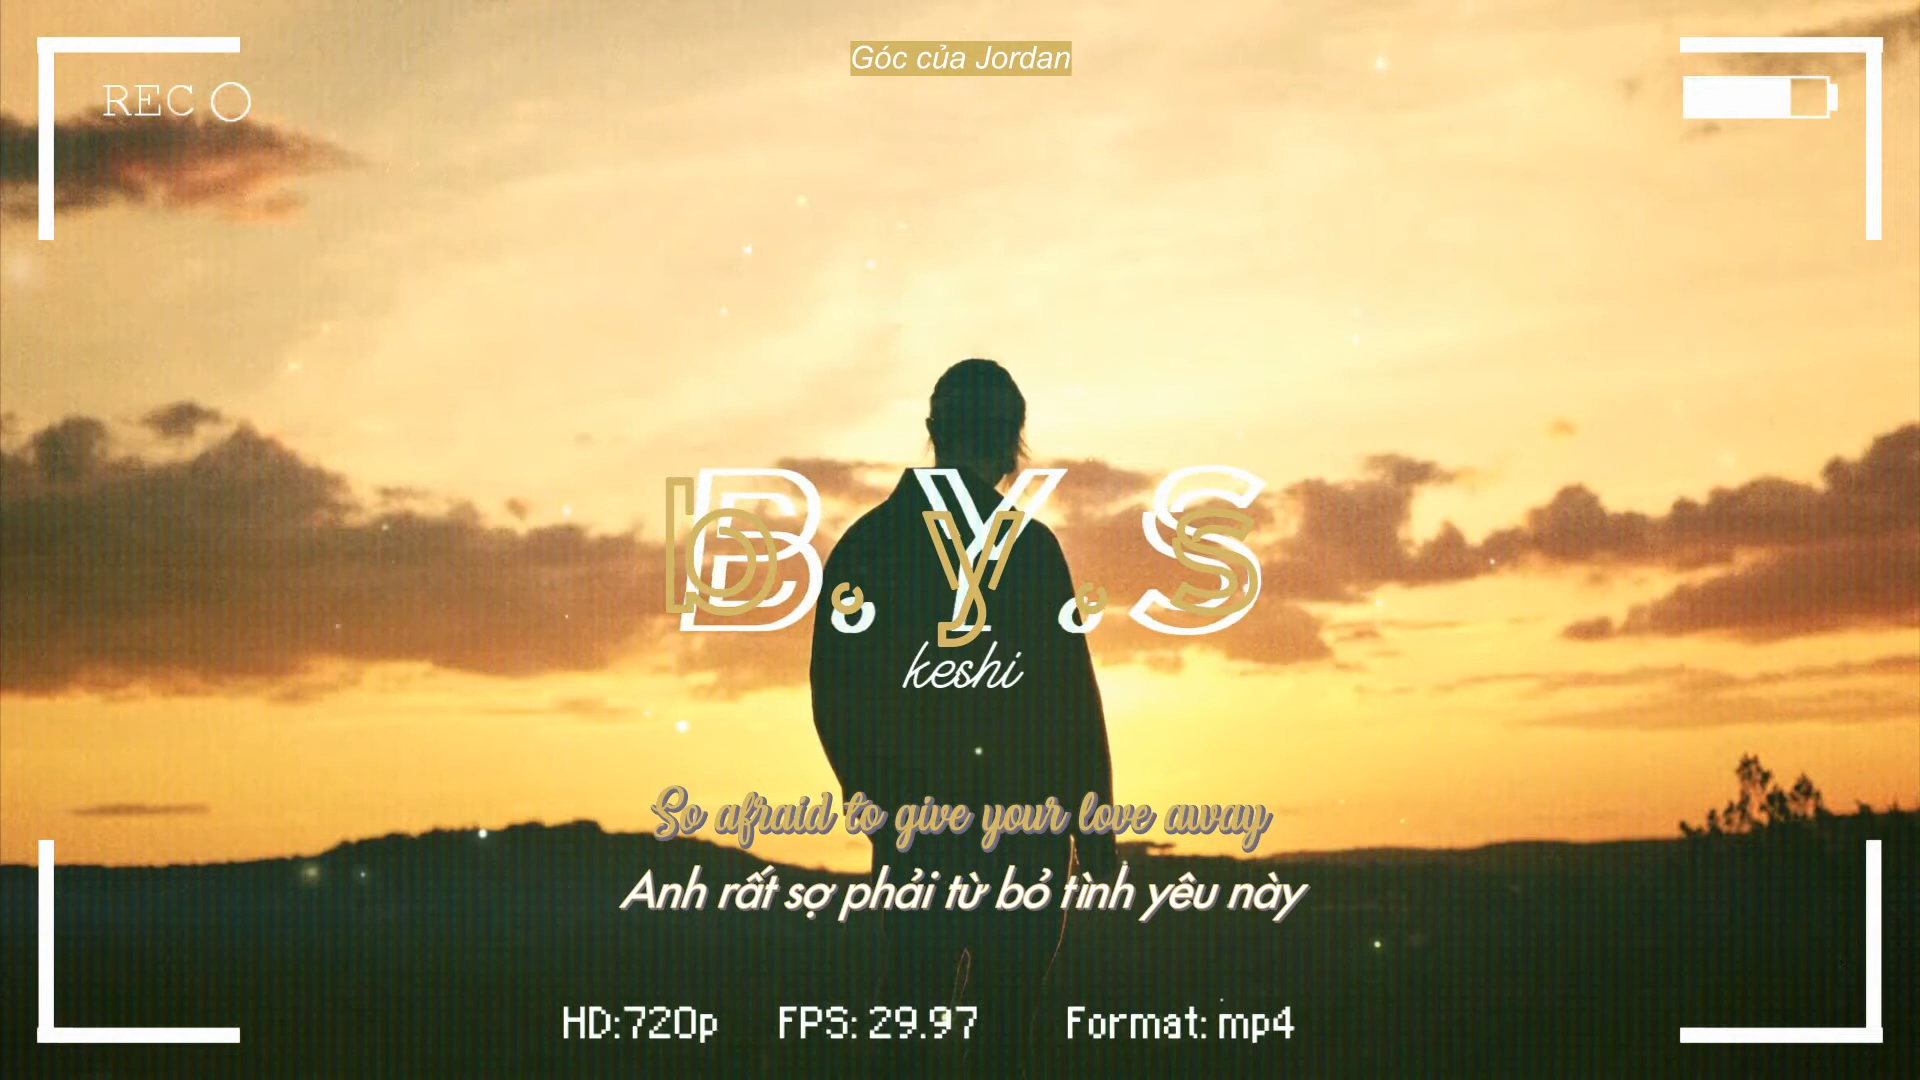 Góc của Jordan
REC
B.Y.S
b.y.s
keshi
So afraid to give your love away
Anh rất sợ phải từ bỏ tình yêu này
HD:720p FPS: 29.97 Format: mp4